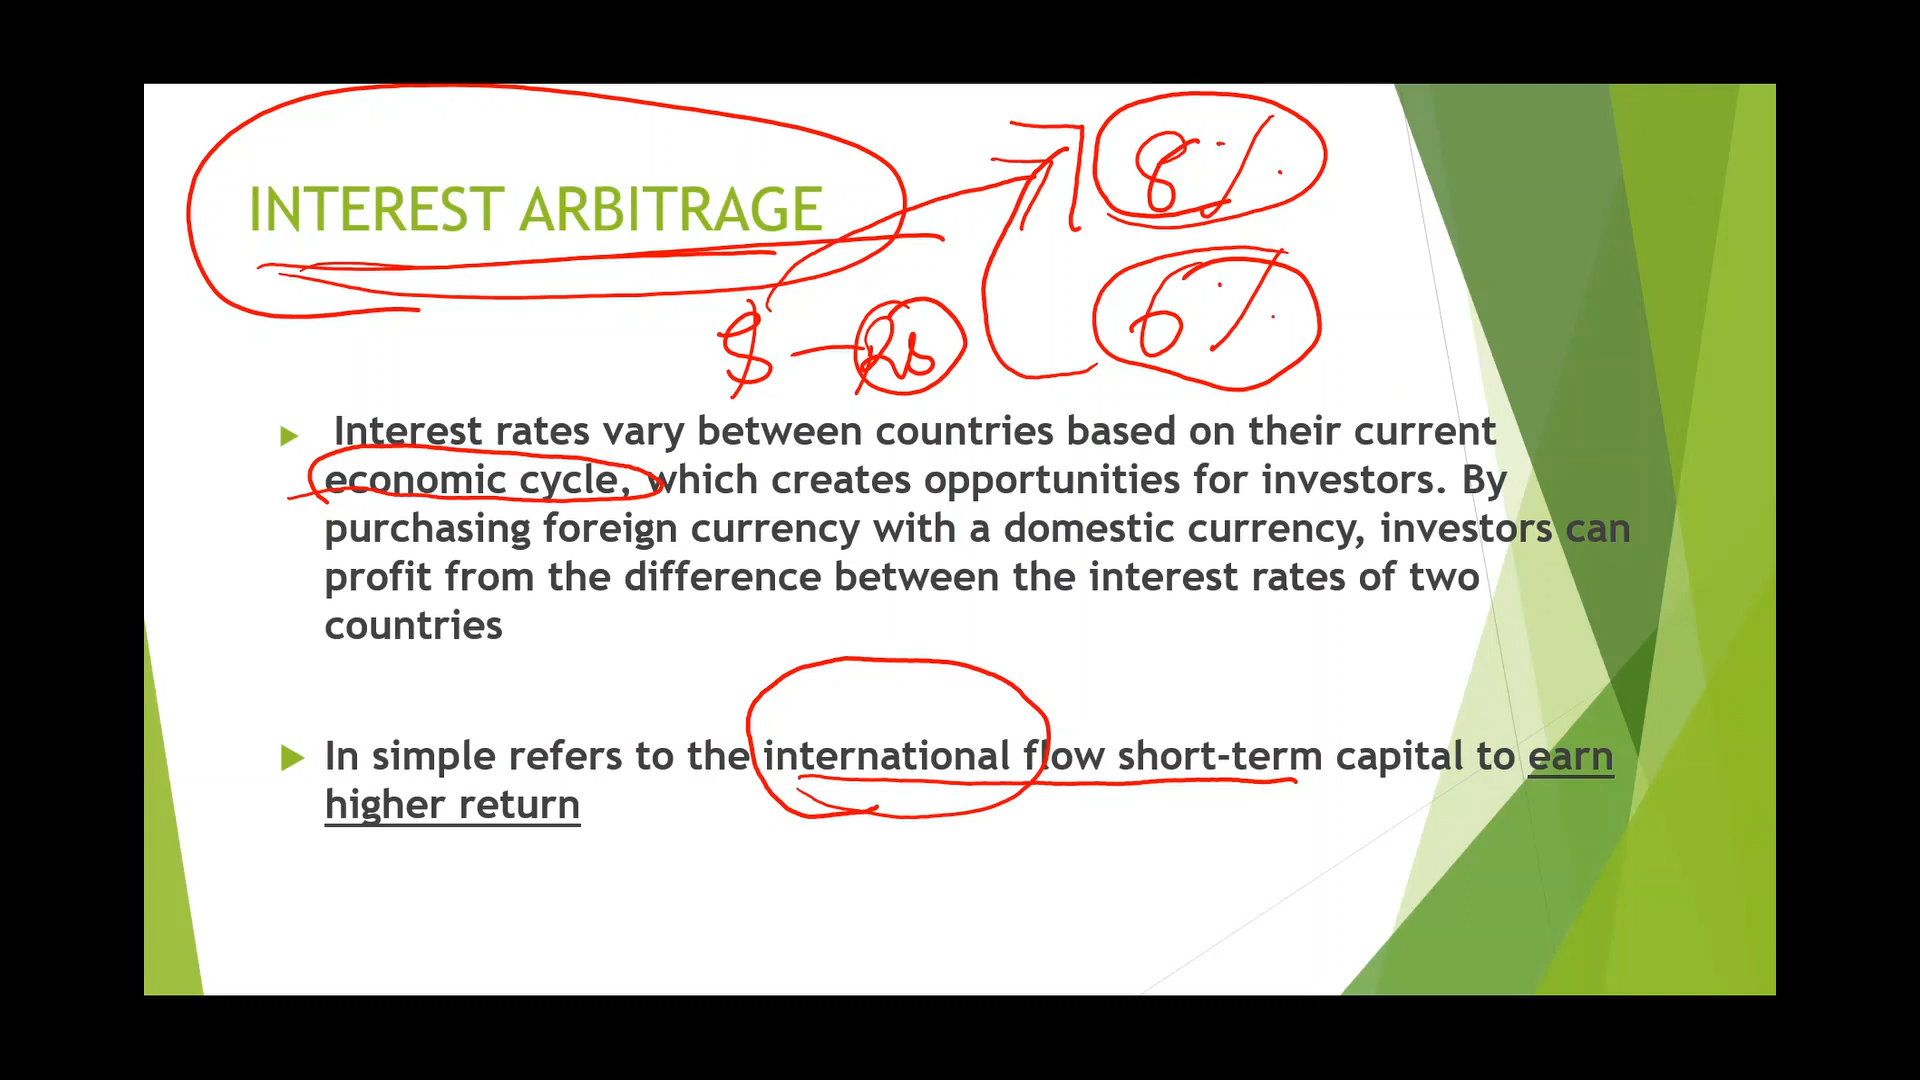 INTEREST ARBITRAGE
8%
6%
$ — Rs
Interest rates vary between countries based on their current
economic cycle, which creates opportunities for investors. By
purchasing foreign currency with a domestic currency, investors can
profit from the difference between the interest rates of two
countries
In simple refers to the international flow short-term capital to earn
higher return